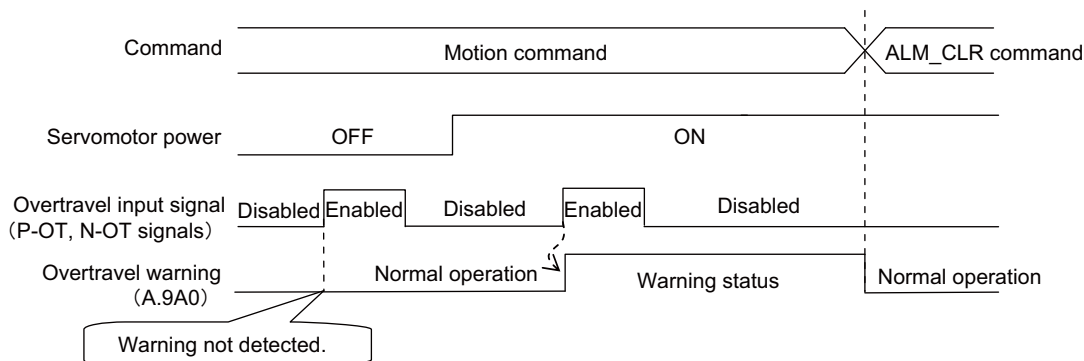 Command
Motion command
ALM_CLR command
Servomotor power
OFF
ON
Overtravel input signal
（P-OT, N-OT signals）
Disabled
Enabled
Disabled
Enabled
Disabled
Overtravel warning
（A.9A0）
Normal operation
Warning status
Normal operation
Warning not detected.